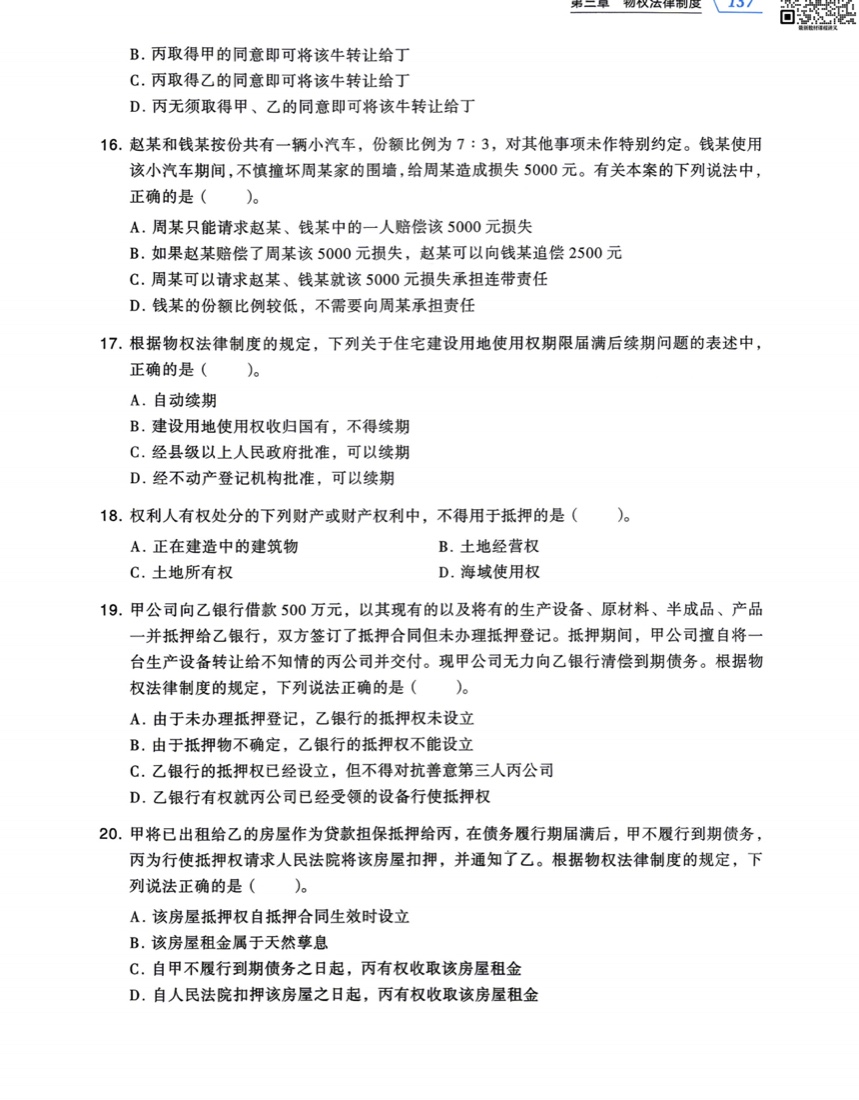 第三章 物权法律制度 137
B. 丙取得甲的同意即可将该牛转让给丁
C. 丙取得乙的同意即可将该牛转让给丁
D. 丙无须取得甲、乙的同意即可将该牛转让给丁
16. 赵某和钱某按份共有一辆小汽车，份额比例为 7：3，对其他事项未作特别约定。钱某使用
该小汽车期间，不慎撞坏周某家的围墙，给周某造成损失 5000 元。有关本案的下列说法中，
正确的是（　　）。
A. 周某只能请求赵某、钱某中的一人赔偿该 5000 元损失
B. 如果赵某赔偿了周某该 5000 元损失，赵某可以向钱某追偿 2500 元
C. 周某可以请求赵某、钱某就该 5000 元损失承担连带责任
D. 钱某的份额比例较低，不需要向周某承担责任
17. 根据物权法律制度的规定，下列关于住宅建设用地使用权期限届满后续期问题的表述中，
正确的是（　　）。
A. 自动续期
B. 建设用地使用权收归国有，不得续期
C. 经县级以上人民政府批准，可以续期
D. 经不动产登记机构批准，可以续期
18. 权利人有权处分的下列财产或财产权利中，不得用于抵押的是（　　）。
A. 正在建造中的建筑物 B. 土地经营权
C. 土地所有权 D. 海域使用权
19. 甲公司向乙银行借款 500 万元，以其现有的以及将有的生产设备、原材料、半成品、产品
一并抵押给乙银行，双方签订了抵押合同但未办理抵押登记。抵押期间，甲公司擅自将一
台生产设备转让给不知情的丙公司并交付。现甲公司无力向乙银行清偿到期债务。根据物
权法律制度的规定，下列说法正确的是（　　）。
A. 由于未办理抵押登记，乙银行的抵押权未设立
B. 由于抵押物不确定，乙银行的抵押权不能设立
C. 乙银行的抵押权已经设立，但不得对抗善意第三人丙公司
D. 乙银行有权就丙公司已经受领的设备行使抵押权
20. 甲将已出租给乙的房屋作为贷款担保抵押给丙，在债务履行期届满后，甲不履行到期债务，
丙为行使抵押权请求人民法院将该房屋扣押，并通知了乙。根据物权法律制度的规定，下
列说法正确的是（　　）。
A. 该房屋抵押权自抵押合同生效时设立
B. 该房屋租金属于天然孳息
C. 自甲不履行到期债务之日起，丙有权收取该房屋租金
D. 自人民法院扣押该房屋之日起，丙有权收取该房屋租金